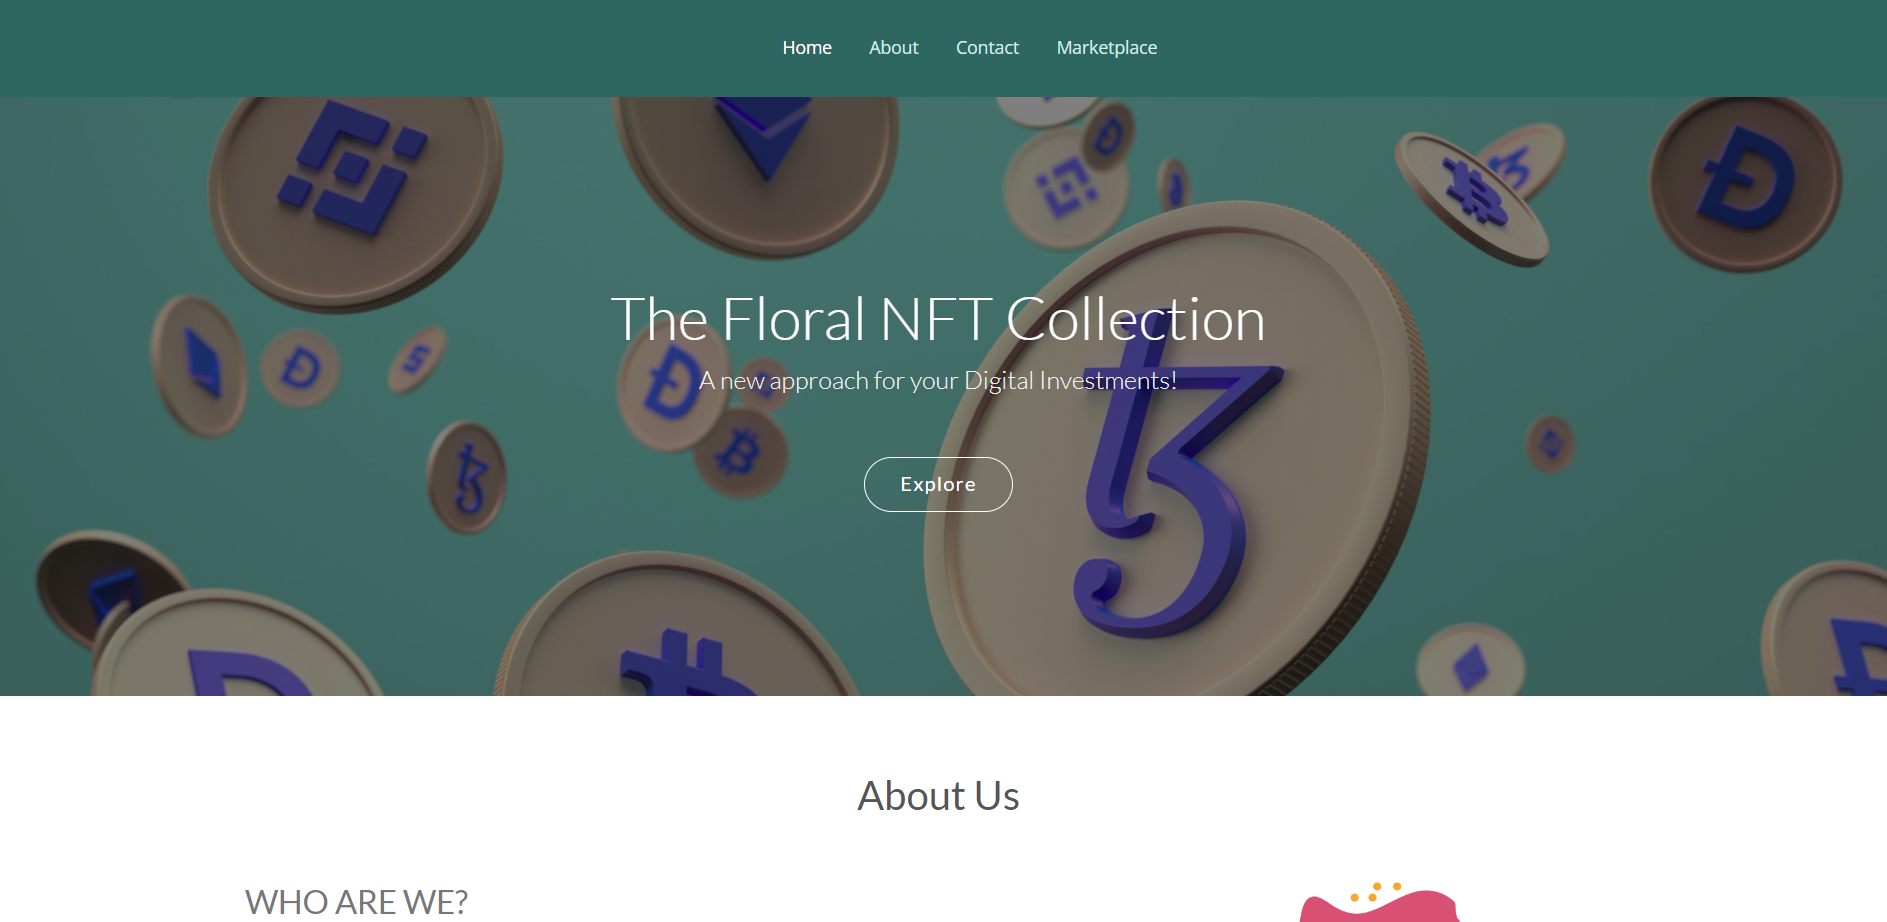 Home About Contact Marketplace
The Floral NFT Collection
A new approach for your Digital Investments!
Explore
About Us
WHO ARE WE?